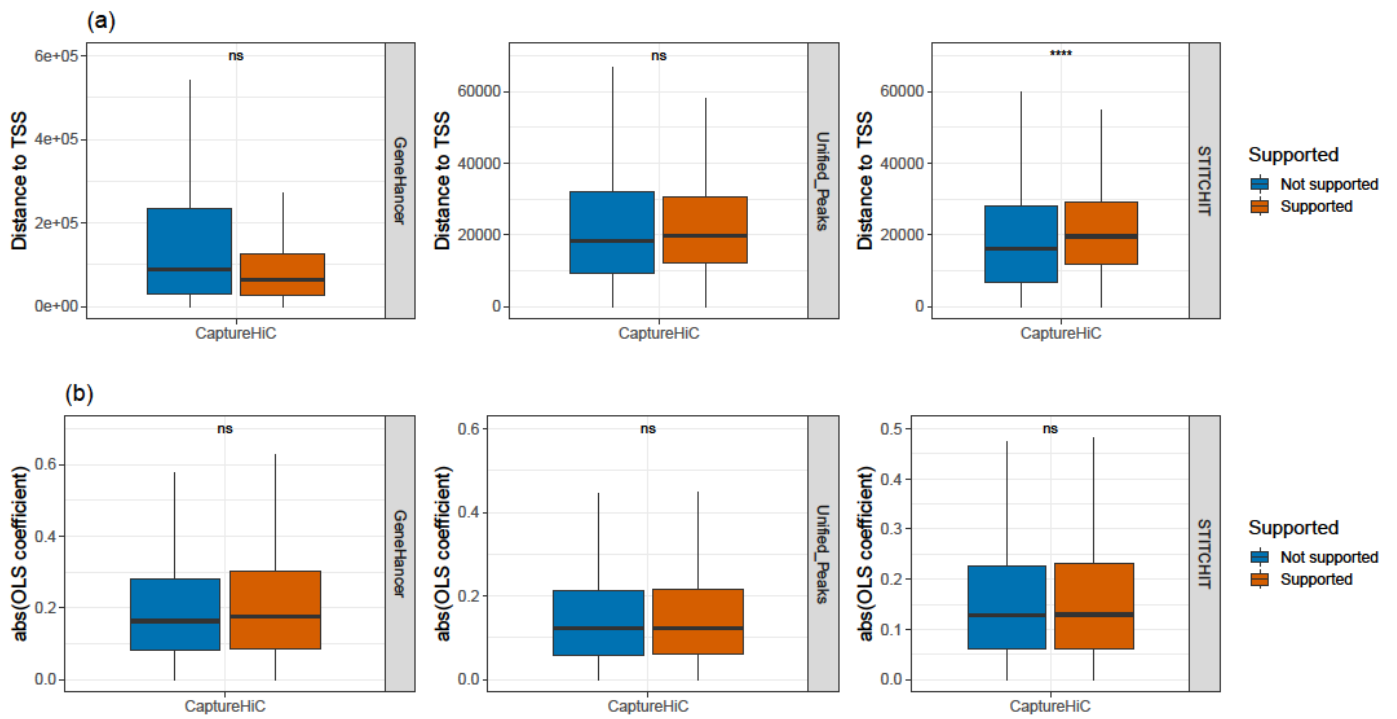 (a)
6e+05
4e+05
2e+05
0e+00
Distance to TSS
ns
GeneHancer
CaptureHiC
60000
40000
20000
0
Distance to TSS
ns
Unified_Peaks
CaptureHiC
60000
40000
20000
0
Distance to TSS
****
STITCHIT
CaptureHiC
Supported
Not supported
Supported
(b)
0.6
0.4
0.2
0.0
abs(OLS coefficient)
ns
GeneHancer
CaptureHiC
0.6
0.4
0.2
0.0
abs(OLS coefficient)
ns
Unified_Peaks
CaptureHiC
0.5
0.4
0.3
0.2
0.1
0.0
abs(OLS coefficient)
ns
STITCHIT
CaptureHiC
Supported
Not supported
Supported